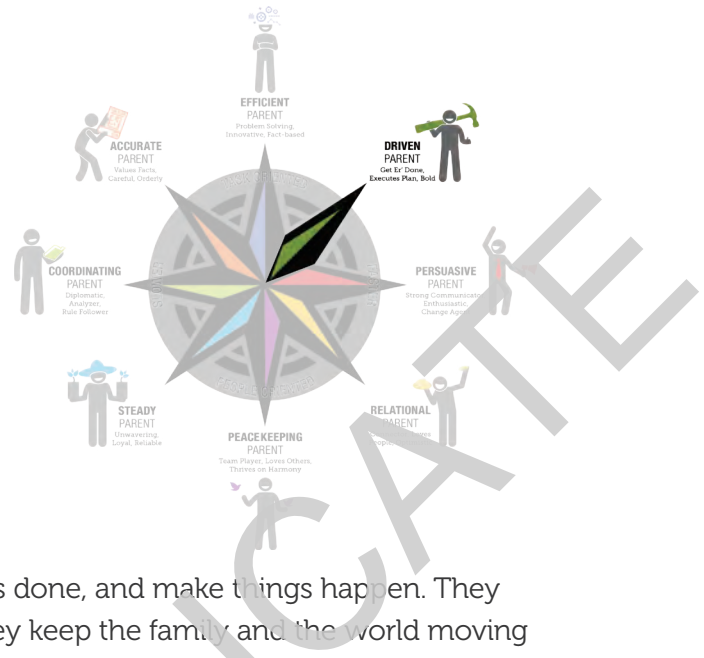 EFFICIENT
PARENT
Problem Solving,
Innovative, Fact-based
ACCURATE
PARENT
Values Facts,
Careful, Orderly
DRIVEN
PARENT
Get Er' Done,
Executes Plan, Bold
COORDINATING
PARENT
Diplomatic,
Analyzer,
Rule Follower
PERSUASIVE
PARENT
Strong Communicator
Enthusiastic,
Change Agent
STEADY
PARENT
Unwavering,
Loyal, Reliable
RELATIONAL
PARENT
PEACEKEEPING
PARENT
Team Player, Loves Others,
Thrives on Harmony
s done, and make things happen. They
ey keep the family and the world moving
ICATE